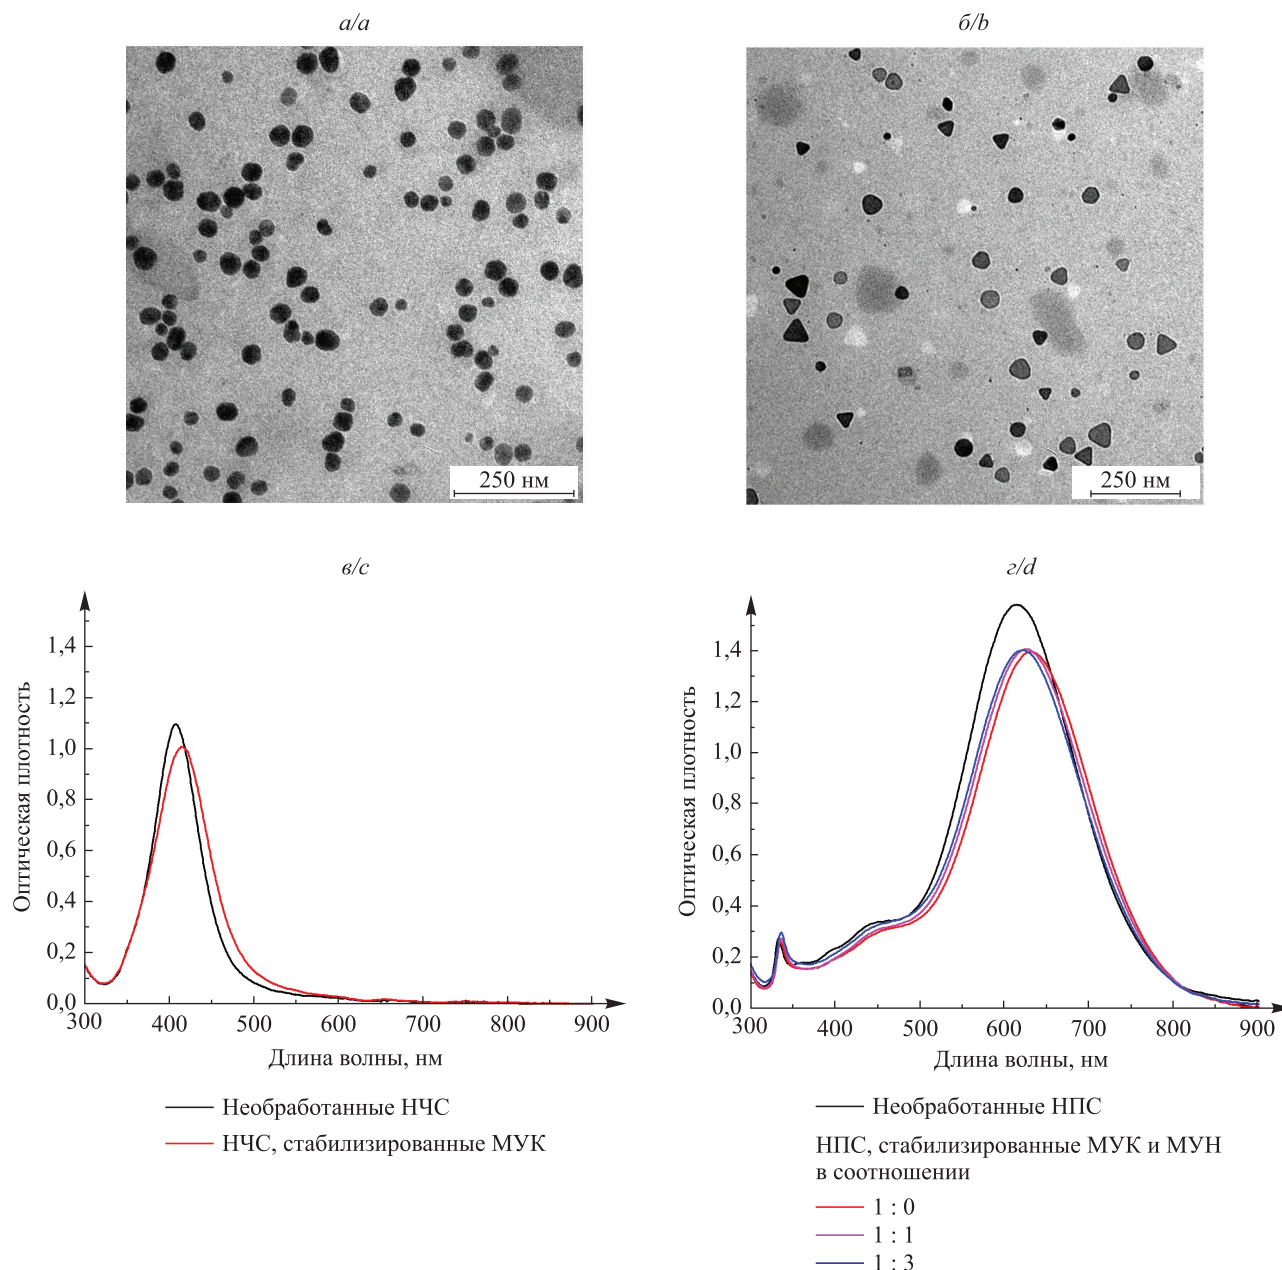 а/a
б/b
250 нм
250 нм
в/c
г/d
Оптическая плотность
1,4
1,2
1,0
0,8
0,6
0,4
0,2
0,0
300 400 500 600 700 800 900
Длина волны, нм
Необработанные НЧС
НЧС, стабилизированные МУК
Оптическая плотность
1,4
1,2
1,0
0,8
0,6
0,4
0,2
0,0
300 400 500 600 700 800 900
Длина волны, нм
Необработанные НПС
НПС, стабилизированные МУК и МУН
в соотношении
1 : 0
1 : 1
1 : 3